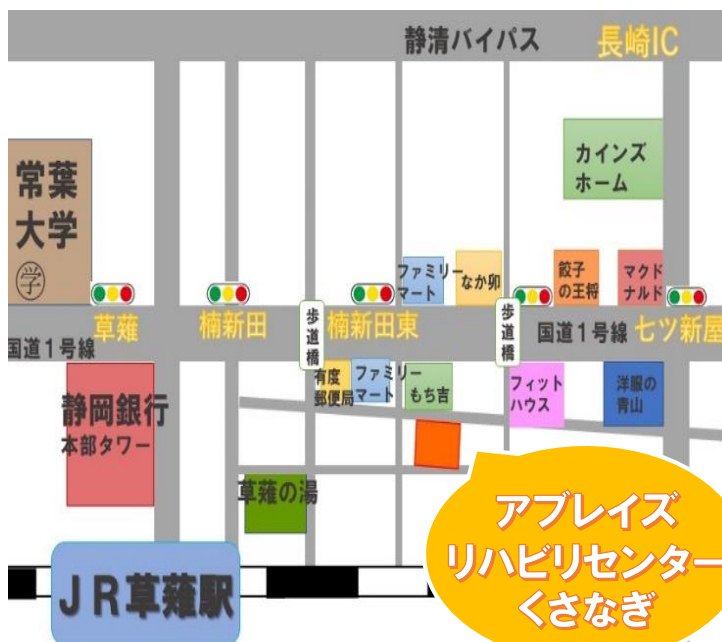 静清バイパス
長崎IC
カインズ
ホーム
常葉
大学
学
ファミリー
マート
なか卯
餃子
の王将
マクド
ナルド
草薙
楠新田
歩道橋
楠新田東
歩道橋
国道1号線
七ツ新屋
国道1号線
静岡銀行
本部タワー
有度
郵便局
ファミリー
マート
もち吉
フィット
ハウス
洋服の
青山
草薙の湯
アブレイズ
リハビリセンター
くさなぎ
JR草薙駅